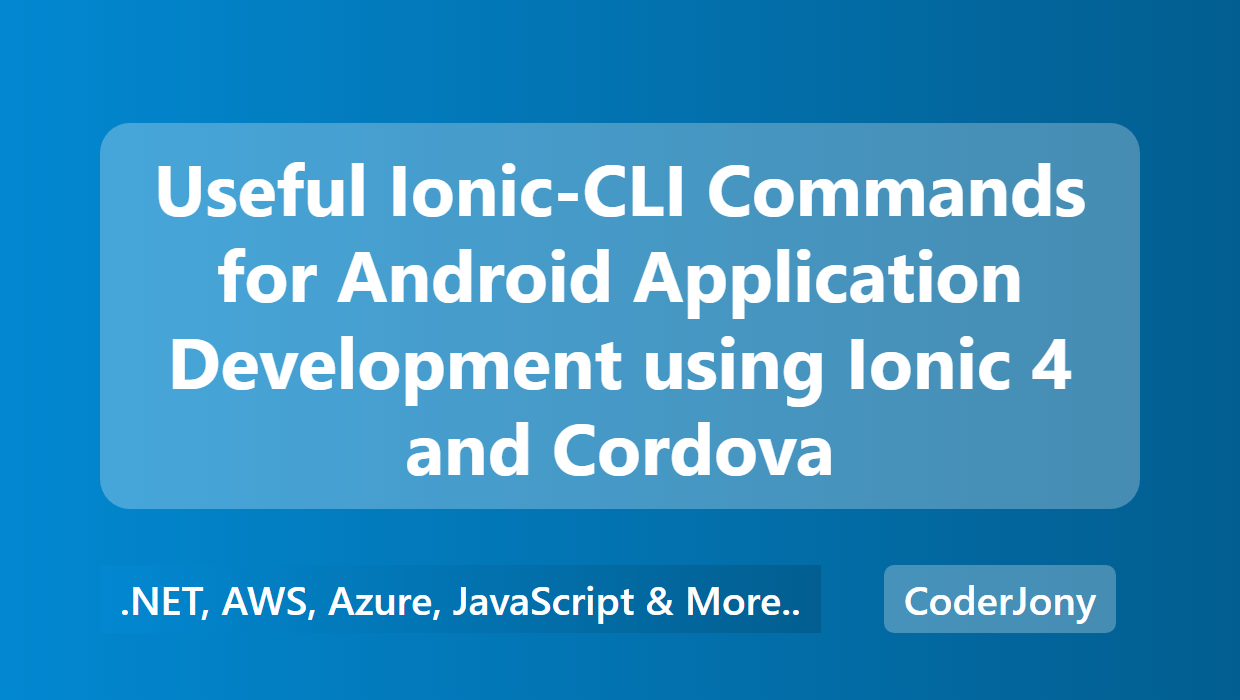 Useful Ionic-CLI Commands
for Android Application
Development using Ionic 4
and Cordova
.NET, AWS, Azure, JavaScript & More..
CoderJony